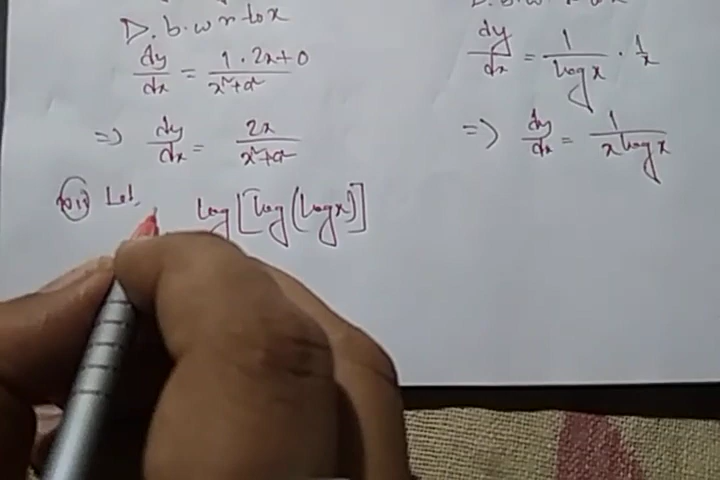 D. b. w r to x
dy/dx = 1 · 2x + 0 / x² + a²
⇒ dy/dx = 2x / x² + a²
Let, log[log(log x)]
dy/dx = 1/log x · 1/x
⇒ dy/dx = 1 / x log x